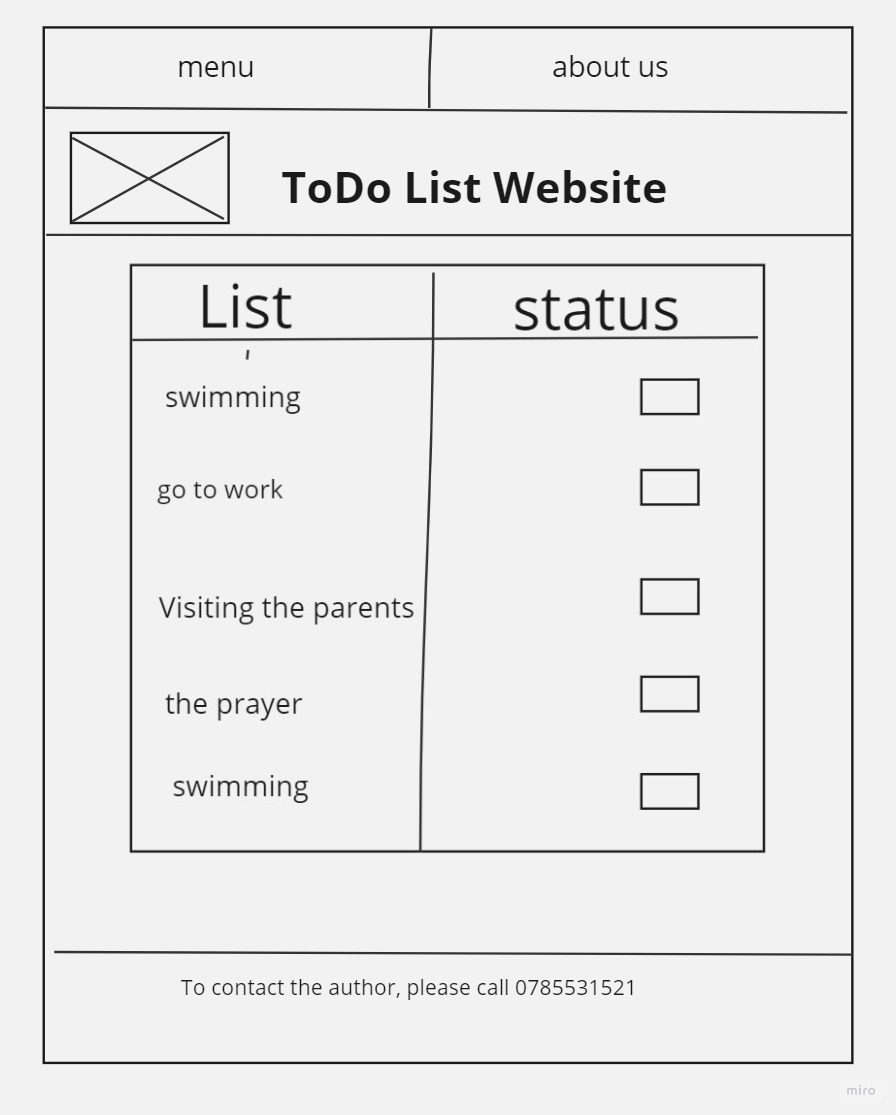 menu about us
ToDo List Website
List status
swimming
go to work
Visiting the parents
the prayer
swimming
To contact the author, please call 0785531521
miro